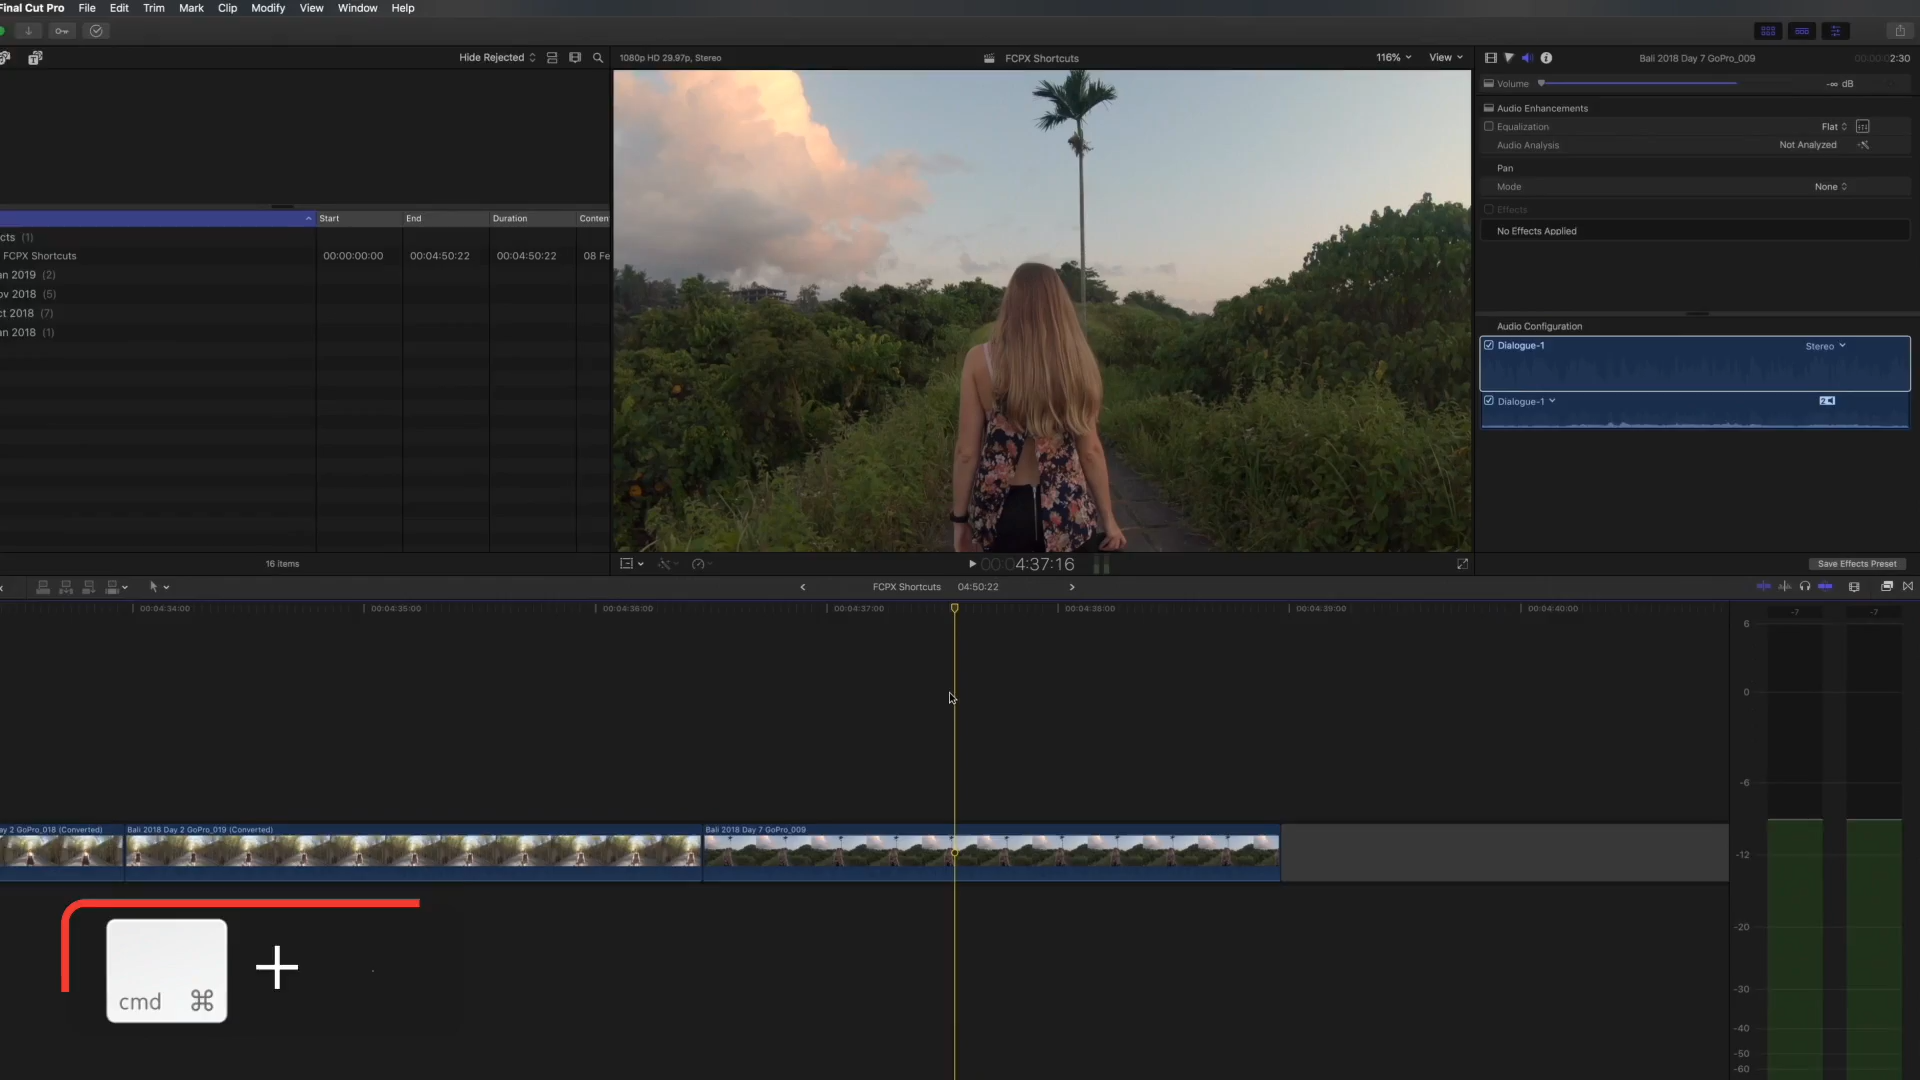 Final Cut Pro File Edit Trim Mark Clip Modify View Window Help
Hide Rejected
1080p HD 29.97p, Stereo
FCPX Shortcuts
116%
View
Bali 2018 Day 7 GoPro_009
00:00:02:30
Volume
-∞ dB
Audio Enhancements
Equalization
Flat
Audio Analysis
Not Analyzed
Pan
Mode
None
Effects
No Effects Applied
Audio Configuration
Dialogue-1
Stereo
Dialogue-1
2
Start End Duration Conten
cts (1)
FCPX Shortcuts 00:00:00:00 00:04:50:22 00:04:50:22 08 Fe
an 2019 (2)
ov 2018 (5)
ct 2018 (7)
an 2018 (1)
16 items
00:04:37:16
Save Effects Preset
FCPX Shortcuts 04:50:22
00:04:34:00 00:04:35:00 00:04:36:00 00:04:37:00 00:04:38:00 00:04:39:00 00:04:40:00
-7 -7
6
0
-6
-12
-20
-30
-40
-50
-60
ay 2 GoPro_018 (Converted)
Bali 2018 Day 2 GoPro_019 (Converted)
Bali 2018 Day 7 GoPro_009
cmd ⌘ +